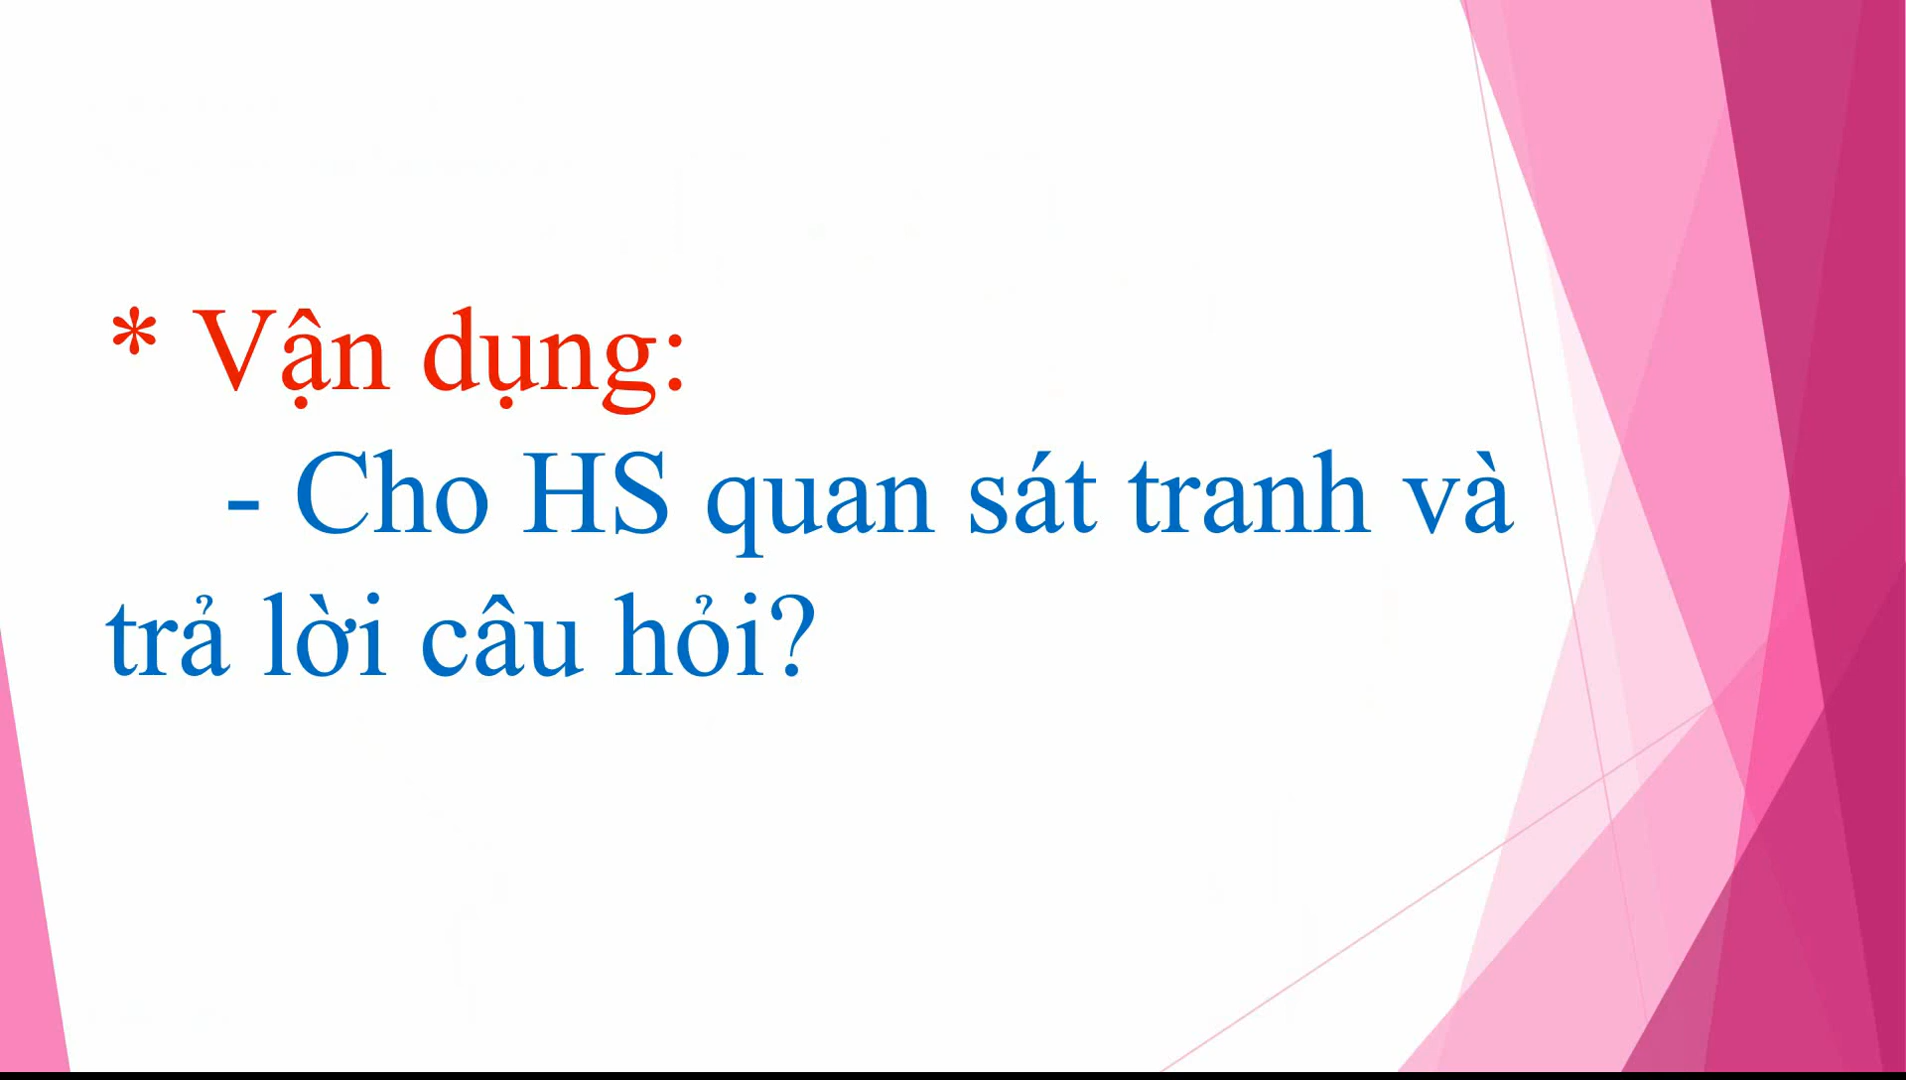 * Vận dụng:
- Cho HS quan sát tranh và
trả lời câu hỏi?